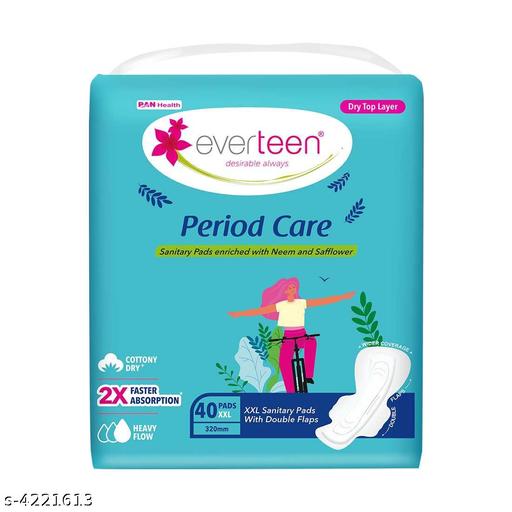 PAN Health
Dry Top Layer
everteen®
desirable always
Period Care
Sanitary Pads enriched with Neem and Safflower
WIDER COVERAGE
COTTONY
DRY+
2X FASTER
ABSORPTION
HEAVY
FLOW
40 PADS
XXL
320mm
XXL Sanitary Pads
With Double Flaps
DOUBLE FLAPS
s-4221613